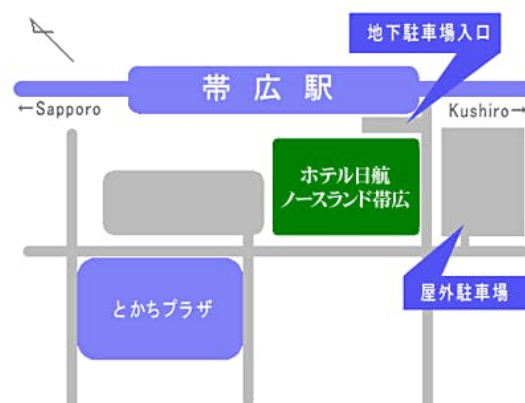 地下駐車場入口
帯広駅
←Sapporo
Kushiro→
ホテル日航
ノースランド帯広
とかちプラザ
屋外駐車場